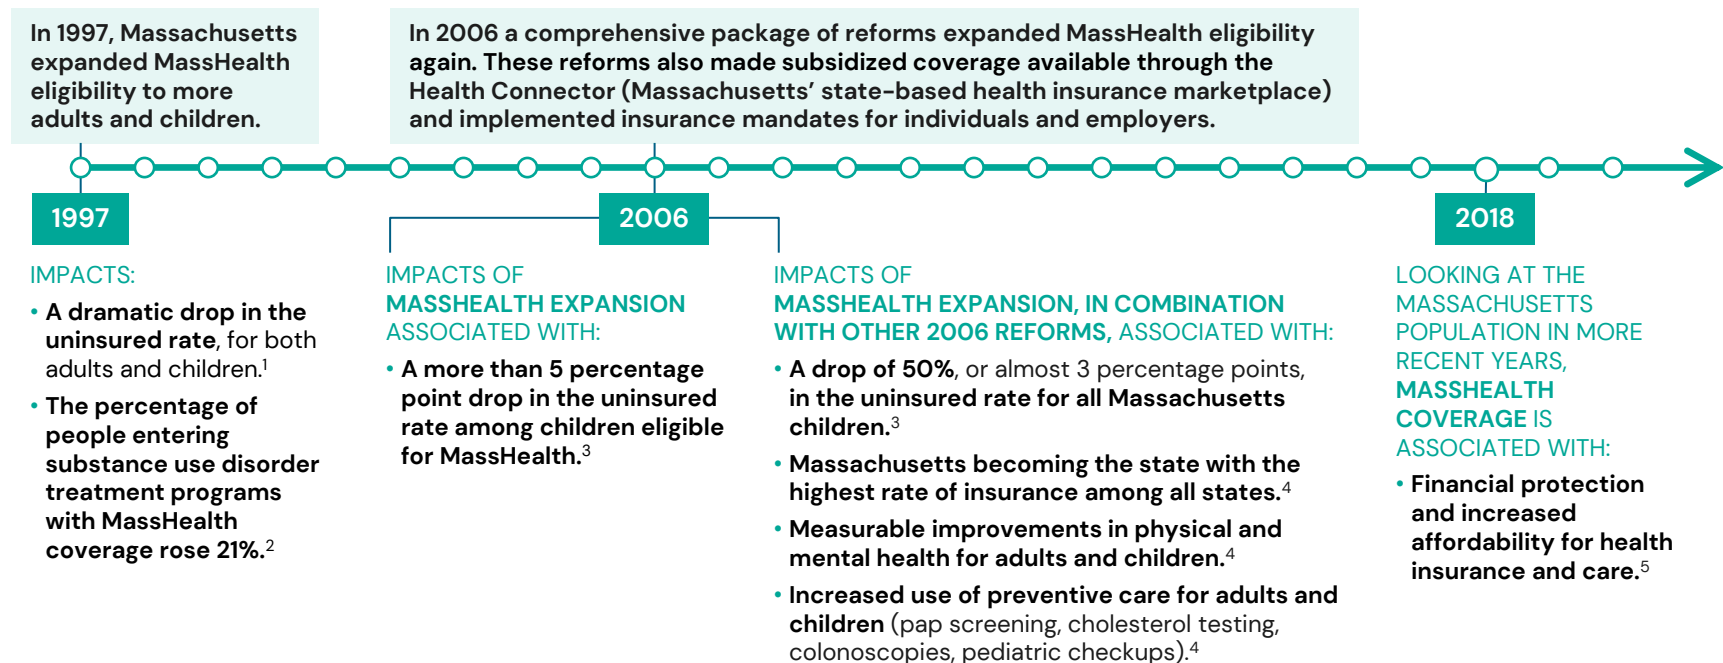 In 1997, Massachusetts
expanded MassHealth
eligibility to more
adults and children.
In 2006 a comprehensive package of reforms expanded MassHealth eligibility
again. These reforms also made subsidized coverage available through the
Health Connector (Massachusetts’ state-based health insurance marketplace)
and implemented insurance mandates for individuals and employers.
1997
2006
2018
IMPACTS:
• A dramatic drop in the
uninsured rate, for both
adults and children.1
• The percentage of
people entering
substance use disorder
treatment programs
with MassHealth
coverage rose 21%.2
IMPACTS OF
MASSHEALTH EXPANSION
ASSOCIATED WITH:
• A more than 5 percentage
point drop in the uninsured
rate among children eligible
for MassHealth.3
IMPACTS OF
MASSHEALTH EXPANSION, IN COMBINATION
WITH OTHER 2006 REFORMS, ASSOCIATED WITH:
• A drop of 50%, or almost 3 percentage points,
in the uninsured rate for all Massachusetts
children.3
• Massachusetts becoming the state with the
highest rate of insurance among all states.4
• Measurable improvements in physical and
mental health for adults and children.4
• Increased use of preventive care for adults and
children (pap screening, cholesterol testing,
colonoscopies, pediatric checkups).4
LOOKING AT THE
MASSACHUSETTS
POPULATION IN MORE
RECENT YEARS,
MASSHEALTH
COVERAGE IS
ASSOCIATED WITH:
• Financial protection
and increased
affordability for health
insurance and care.5